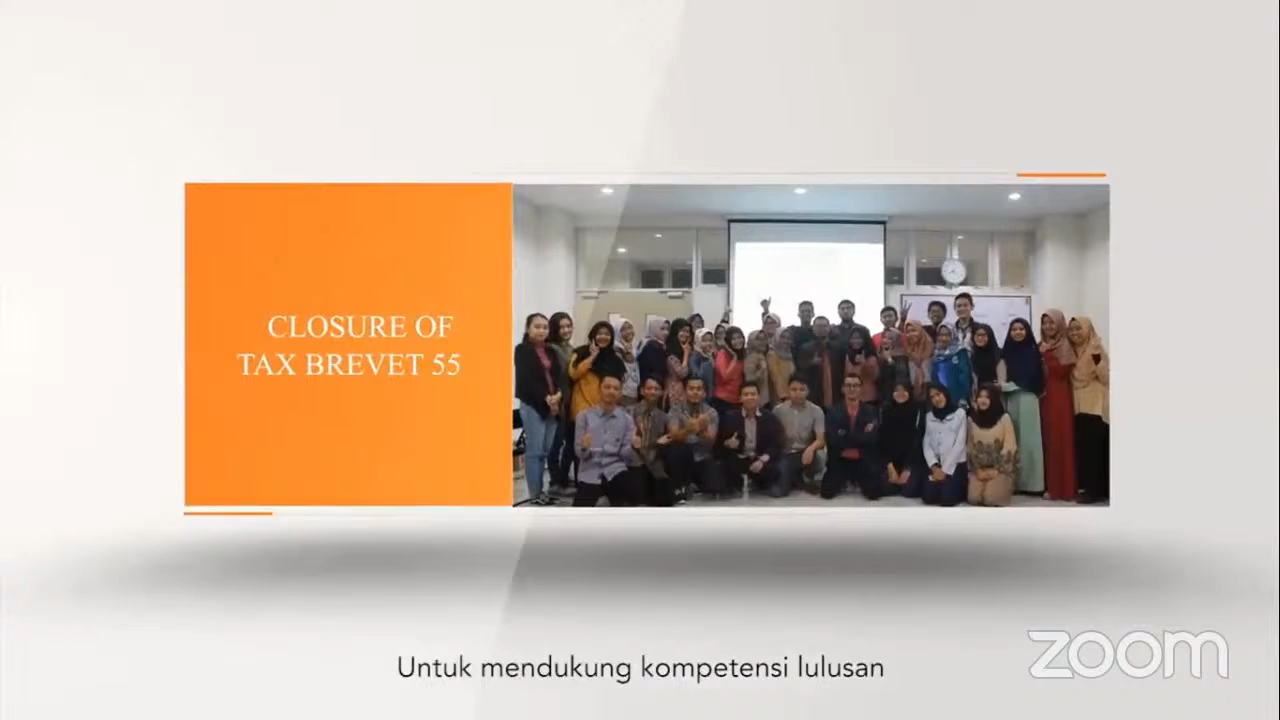 CLOSURE OF
TAX BREVET 55
Untuk mendukung kompetensi lulusan
zoom